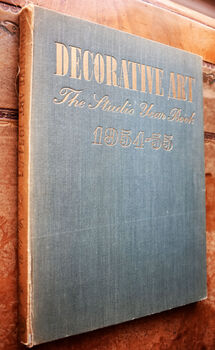 DECORATIVE ART
The Studio Year Book
1954-55